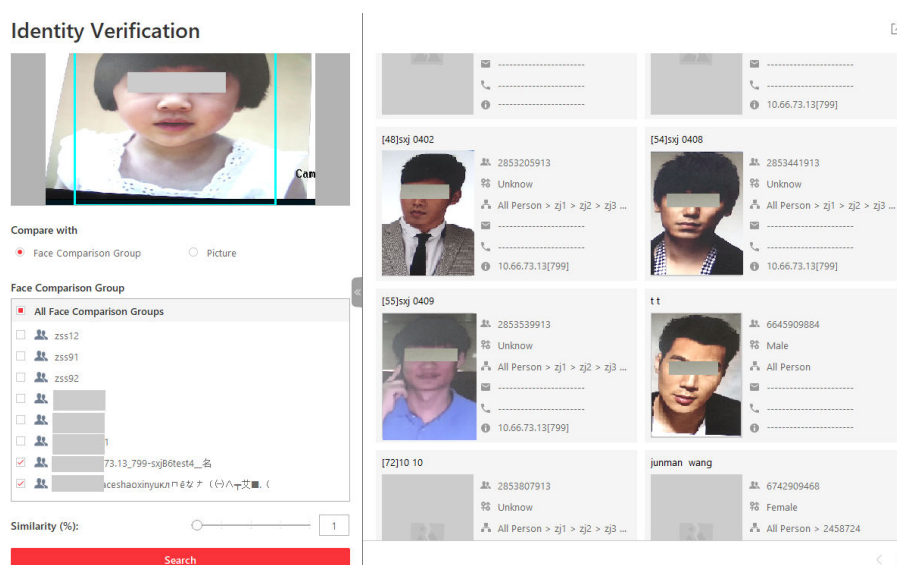 Identity Verification
Cam
Compare with
Face Comparison Group
Picture
Face Comparison Group
All Face Comparison Groups
zss12
zss91
zss92
1
73.13_799-sxjB6test4__名
Similarity (%):
1
Search
----------------------
----------------------
----------------------
----------------------
----------------------
10.66.73.13[799]
[48]sxj 0402
2853205913
Unknow
All Person > zj1 > zj2 > zj3 ...
----------------------
----------------------
10.66.73.13[799]
[54]sxj 0408
2853441913
Unknow
All Person > zj1 > zj2 > zj3 ...
----------------------
----------------------
10.66.73.13[799]
[55]sxj 0409
2853539913
Unknow
All Person > zj1 > zj2 > zj3 ...
----------------------
----------------------
10.66.73.13[799]
t t
6645909884
Male
All Person
----------------------
----------------------
----------------------
[72]10 10
2853807913
Unknow
All Person > zj1 > zj2 > zj3 ...
junman wang
6742909468
Female
All Person > 2458724